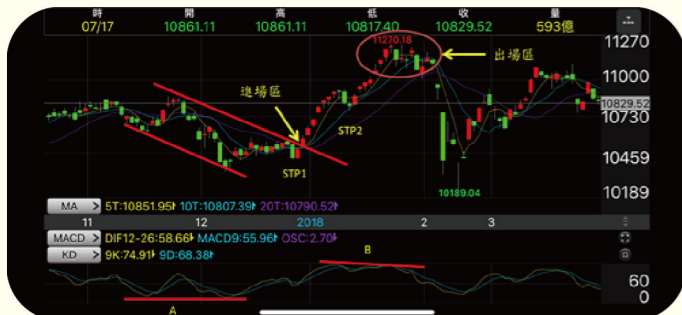 時 開 高 低 收 量
07/17 10861.11 10861.11 10817.40 10829.52 593億
11270.18
出場區
11270
11000
進場區
10829.52
10730
STP2
10459
STP1
10189.04
10189
MA > 5T:10851.95 10T:10807.39 20T:10790.52
11 12 2018 2 3
MACD > DIF12-26:58.66 MACD9:55.96 OSC:2.70
KD > 9K:74.91 9D:68.38
B
60
0
A